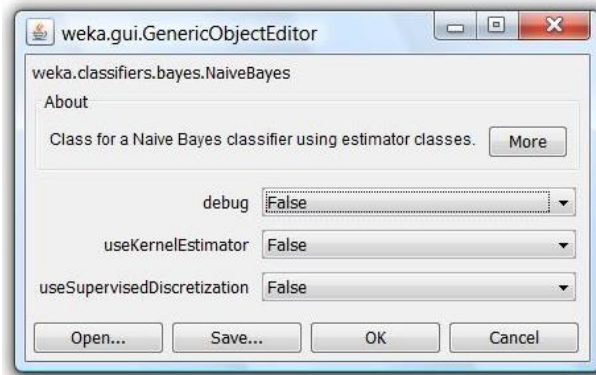 weka.gui.GenericObjectEditor
weka.classifiers.bayes.NaiveBayes
About
Class for a Naive Bayes classifier using estimator classes.
More
debug False
useKernelEstimator False
useSupervisedDiscretization False
Open... Save... OK Cancel